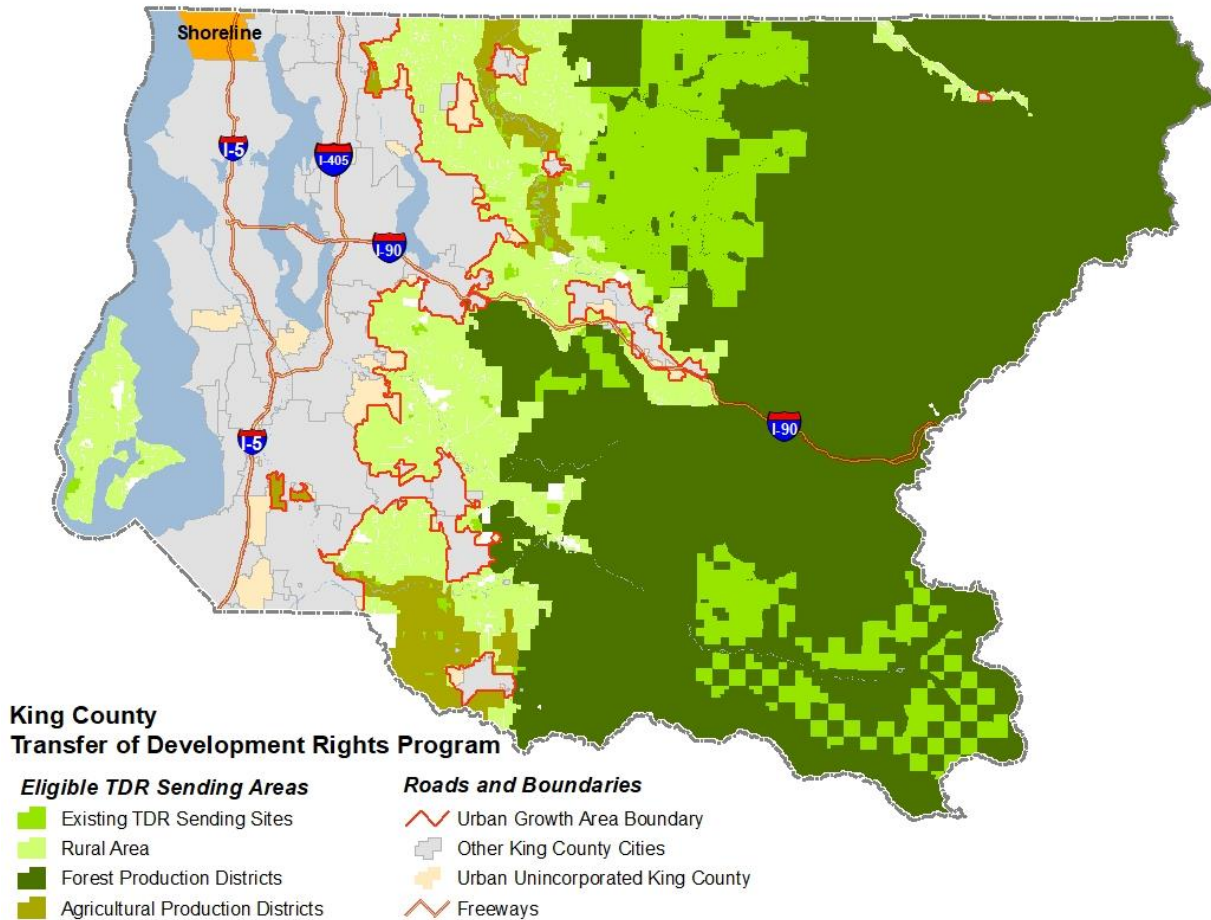 Shoreline
I-5
I-405
I-90
I-5
I-90
King County
Transfer of Development Rights Program
Eligible TDR Sending Areas
Existing TDR Sending Sites
Rural Area
Forest Production Districts
Agricultural Production Districts
Roads and Boundaries
Urban Growth Area Boundary
Other King County Cities
Urban Unincorporated King County
Freeways